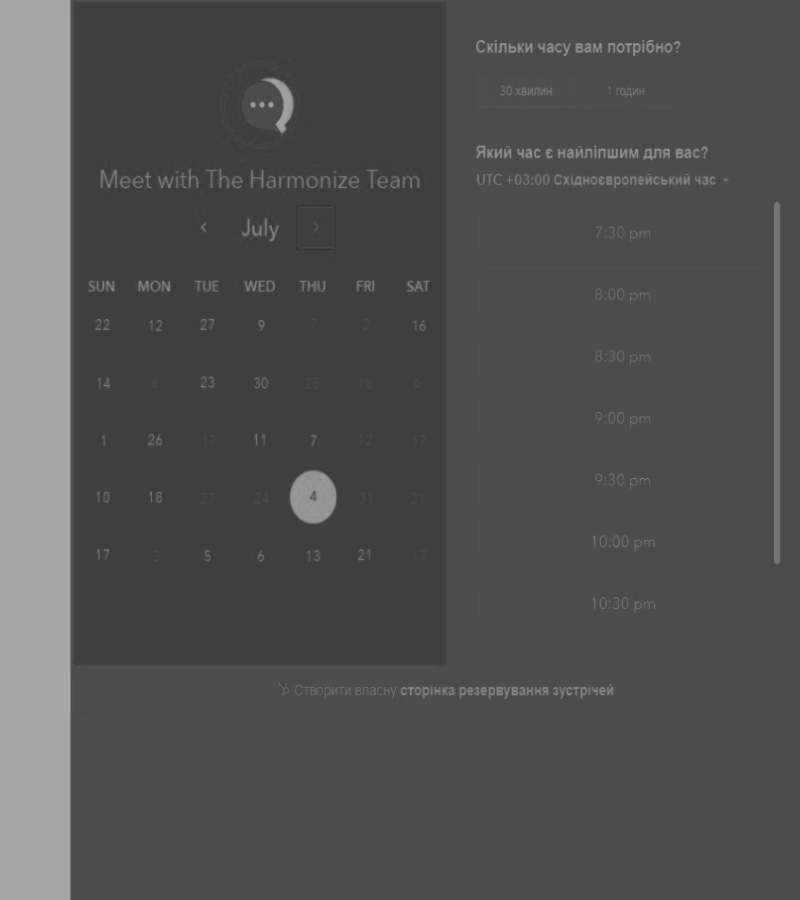 Meet with The Harmonize Team
July
SUN MON TUE WED THU FRI SAT
22 12 27 9 7 2 16
14 6 23 30 25 18 6
1 26 17 11 7 12 17
10 18 27 24 4 31 21
17 3 5 6 13 21 17
Скільки часу вам потрібно?
30 хвилин 1 годин
Який час є найліпшим для вас?
UTC +03:00 Східноєвропейський час
7:30 pm
8:00 pm
8:30 pm
9:00 pm
9:30 pm
10:00 pm
10:30 pm
Створити власну сторінка резервування зустрічей